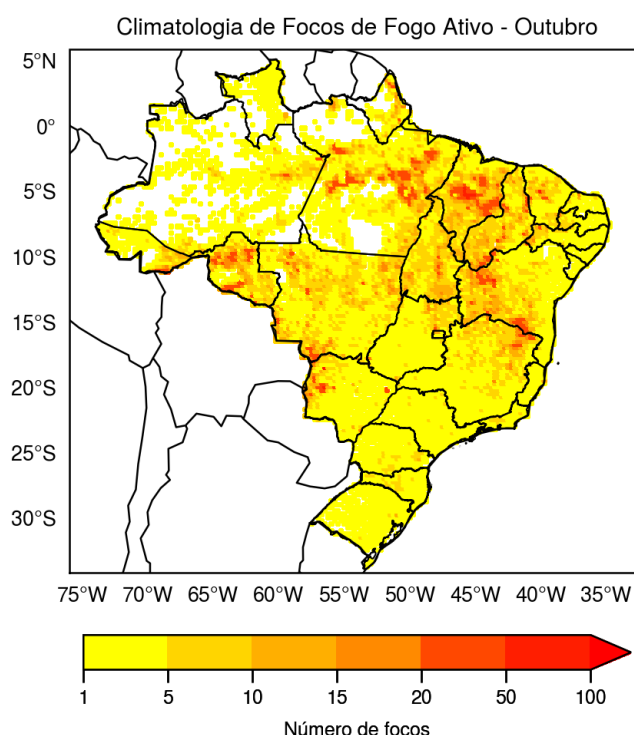 Climatologia de Focos de Fogo Ativo - Outubro
5°N
0°
5°S
10°S
15°S
20°S
25°S
30°S
75°W 70°W 65°W 60°W 55°W 50°W 45°W 40°W 35°W
1 5 10 15 20 50 100
Número de focos